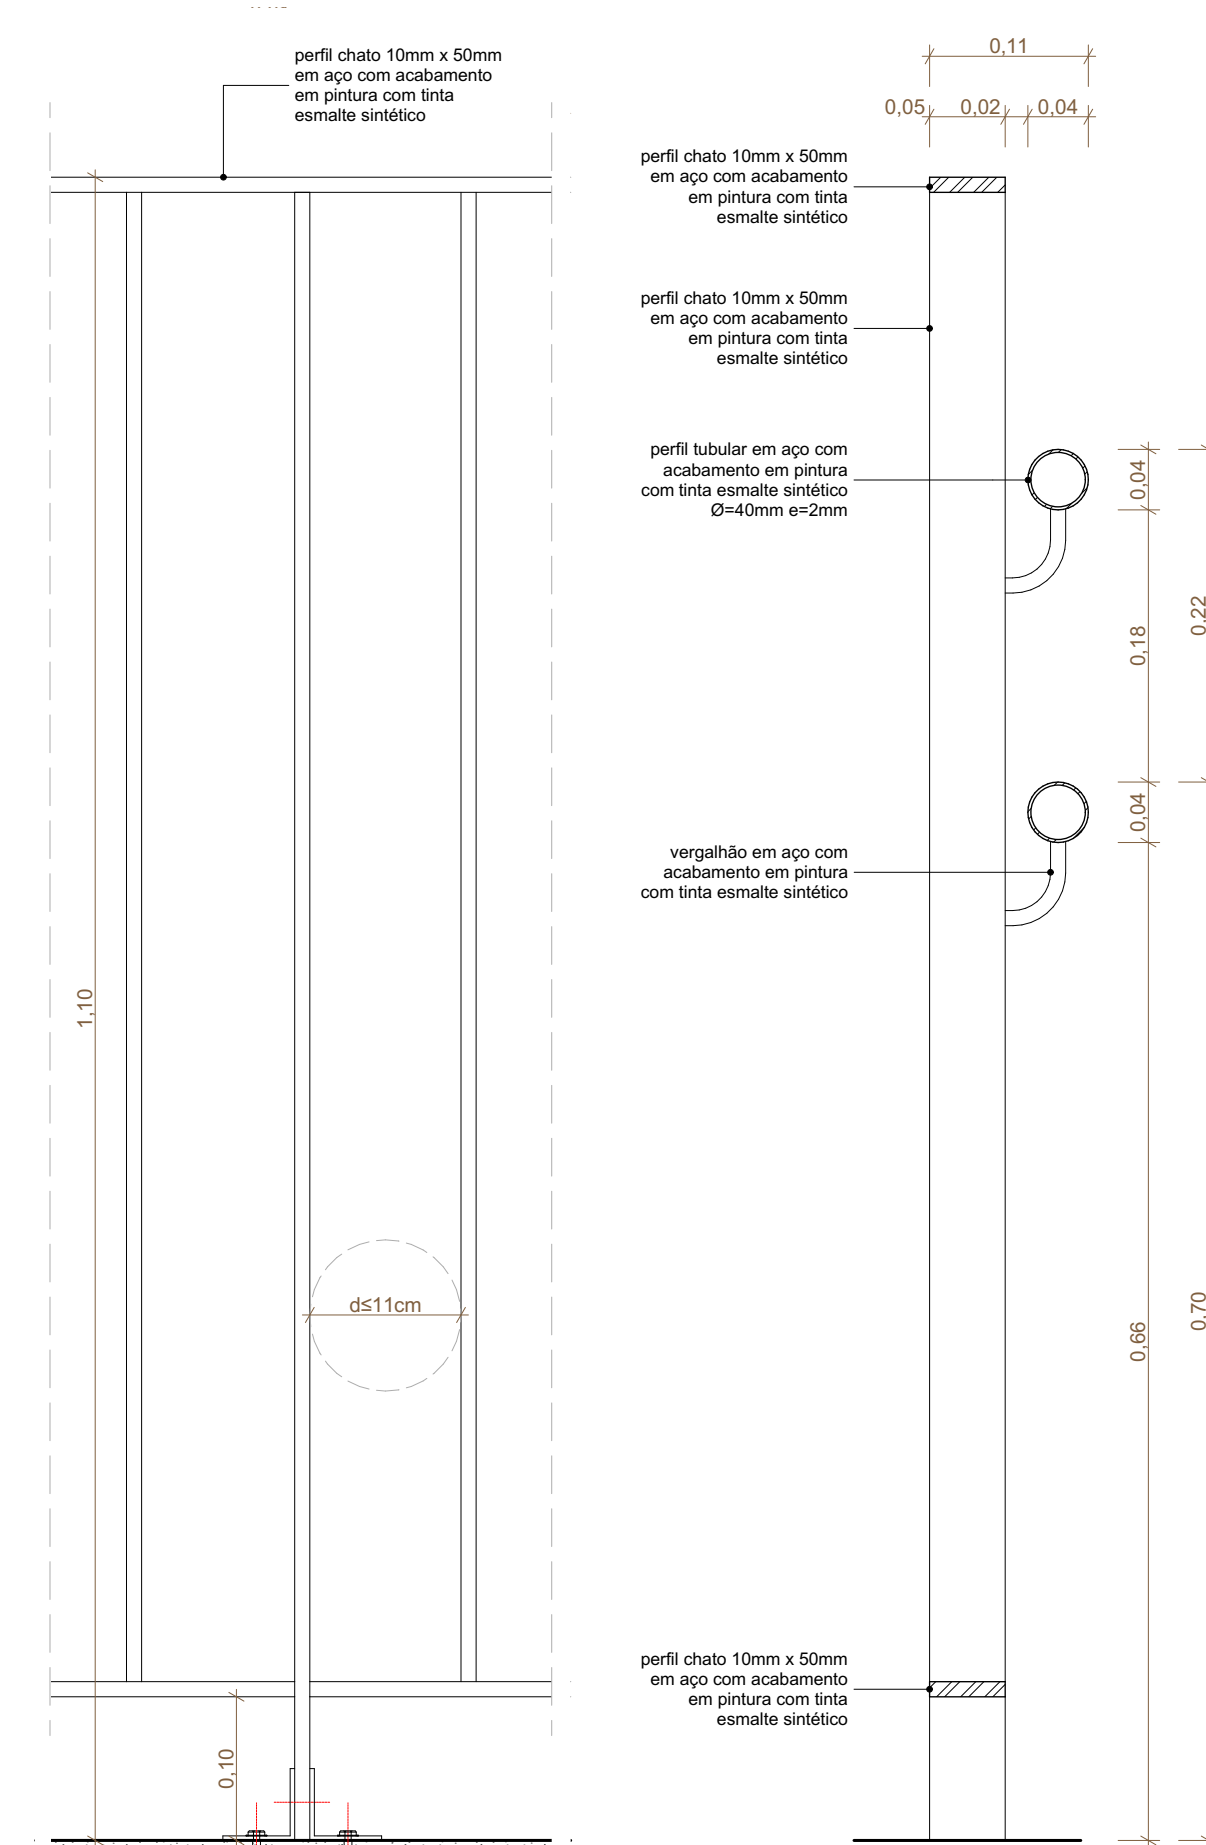 perfil chato 10mm x 50mm
em aço com acabamento
em pintura com tinta
esmalte sintético
1,10
d≤11cm
0,10
0,11
0,05
0,02
0,04
perfil chato 10mm x 50mm
em aço com acabamento
em pintura com tinta
esmalte sintético
perfil chato 10mm x 50mm
em aço com acabamento
em pintura com tinta
esmalte sintético
perfil tubular em aço com
acabamento em pintura
com tinta esmalte sintético
Ø=40mm e=2mm
vergalhão em aço com
acabamento em pintura
com tinta esmalte sintético
perfil chato 10mm x 50mm
em aço com acabamento
em pintura com tinta
esmalte sintético
0,04
0,18
0,04
0,66
0.22
0.70